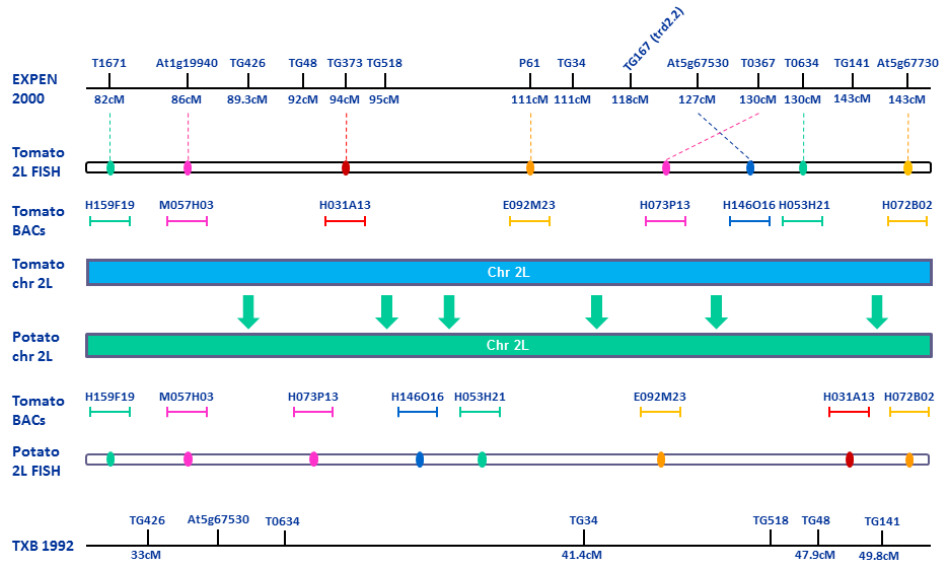 TG167 (trd2.2)
T1671 At1g19940 TG426 TG48 TG373 TG518 P61 TG34 At5g67530 T0367 T0634 TG141 At5g67730
EXPEN
2000
82cM 86cM 89.3cM 92cM 94cM 95cM 111cM 111cM 118cM 127cM 130cM 130cM 143cM 143cM
Tomato
2L FISH
H159F19 M057H03 H031A13 E092M23 H073P13 H146O16 H053H21 H072B02
Tomato
BACs
Tomato
chr 2L
Chr 2L
Potato
chr 2L
Chr 2L
H159F19 M057H03 H073P13 H146O16 H053H21 E092M23 H031A13 H072B02
Tomato
BACs
Potato
2L FISH
TG426 At5g67530 T0634 TG34 TG518 TG48 TG141
TXB 1992
33cM 41.4cM 47.9cM 49.8cM